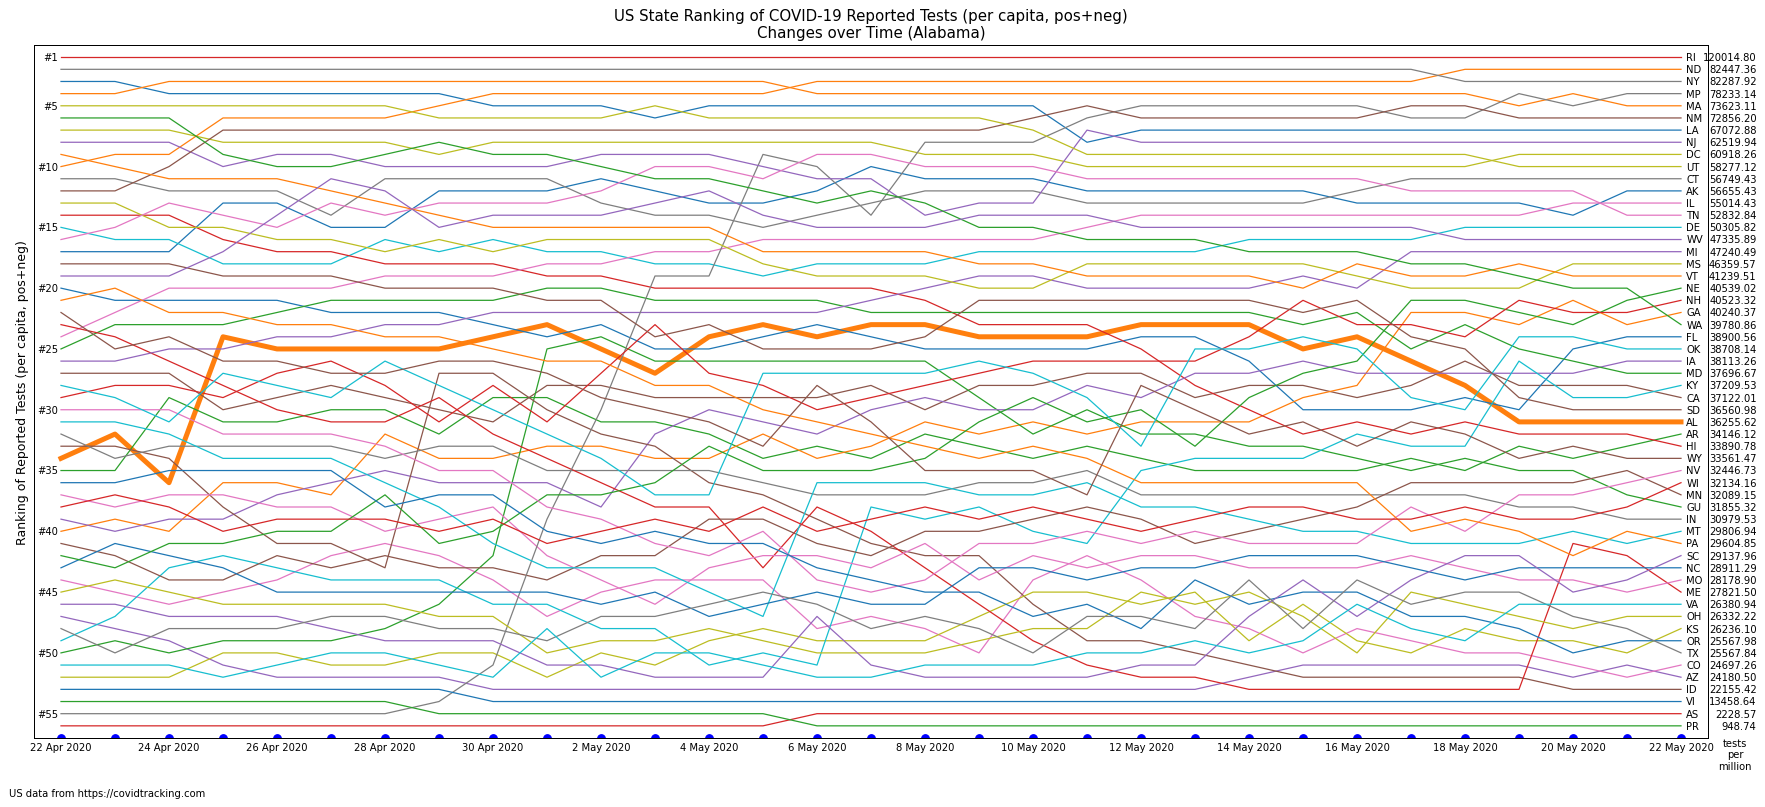 US State Ranking of COVID-19 Reported Tests (per capita, pos+neg)
Changes over Time (Alabama)
Ranking of Reported Tests (per capita, pos+neg)
#1
#5
#10
#15
#20
#25
#30
#35
#40
#45
#50
#55
RI 120014.80
ND 82447.36
NY 82287.92
MP 78233.14
MA 73623.11
NM 72856.20
LA 67072.88
NJ 62519.94
DC 60918.26
UT 58277.12
CT 56749.43
AK 56655.43
IL 55014.43
TN 52832.84
DE 50305.82
WV 47335.89
MI 47240.49
MS 46359.57
VT 41239.51
NE 40539.02
NH 40523.32
GA 40240.37
WA 39780.86
FL 38900.56
OK 38708.14
IA 38113.26
MD 37696.67
KY 37209.53
CA 37122.01
SD 36560.98
AL 36255.62
AR 34146.12
HI 33890.78
WY 33561.47
NV 32446.73
WI 32134.16
MN 32089.15
GU 31855.32
IN 30979.53
MT 29806.94
PA 29604.85
SC 29137.96
NC 28911.29
MO 28178.90
ME 27821.50
VA 26380.94
OH 26332.22
KS 26236.10
OR 25567.98
TX 25567.84
CO 24697.26
AZ 24180.50
ID 22155.42
VI 13458.64
AS 2228.57
PR 948.74
22 Apr 2020 24 Apr 2020 26 Apr 2020 28 Apr 2020 30 Apr 2020 2 May 2020 4 May 2020 6 May 2020 8 May 2020 10 May 2020 12 May 2020 14 May 2020 16 May 2020 18 May 2020 20 May 2020 22 May 2020
tests
per
million
US data from https://covidtracking.com